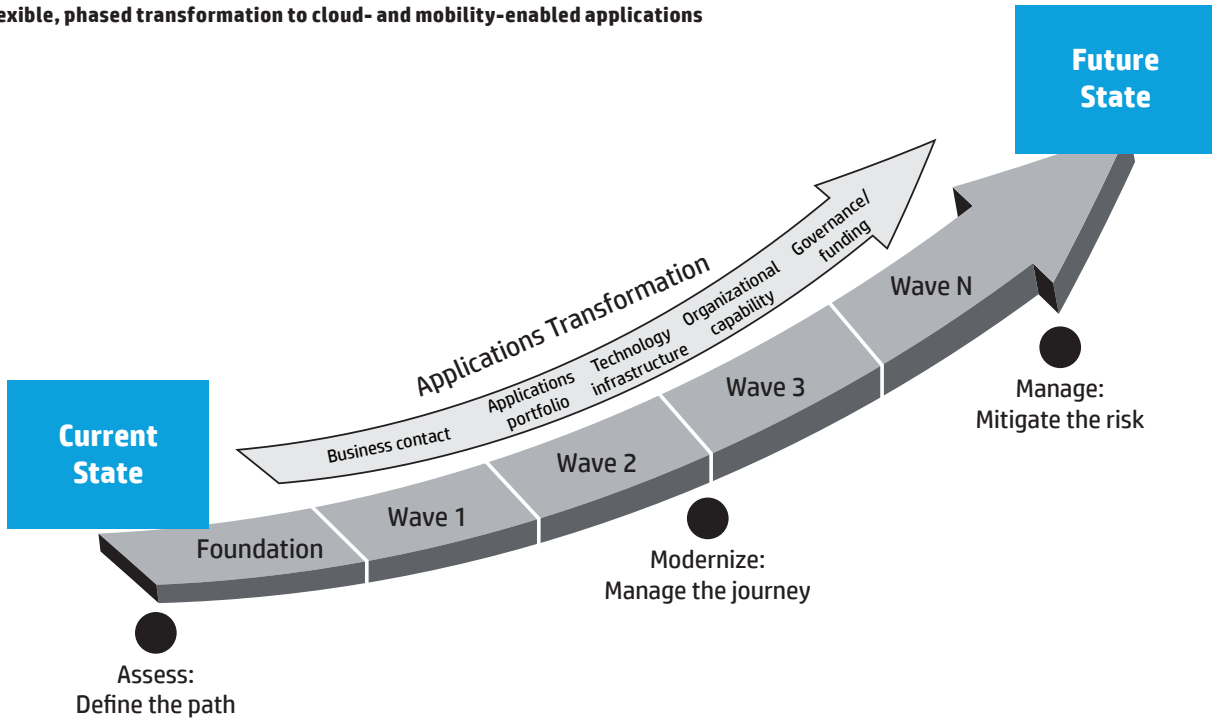 exible, phased transformation to cloud- and mobility-enabled applications
Future
State
Applications Transformation
Governance/
funding
Organizational
capability
Technology
infrastructure
Applications
portfolio
Business contact
Current
State
Foundation
Wave 1
Wave 2
Wave 3
Wave N
Manage:
Mitigate the risk
Modernize:
Manage the journey
Assess:
Define the path